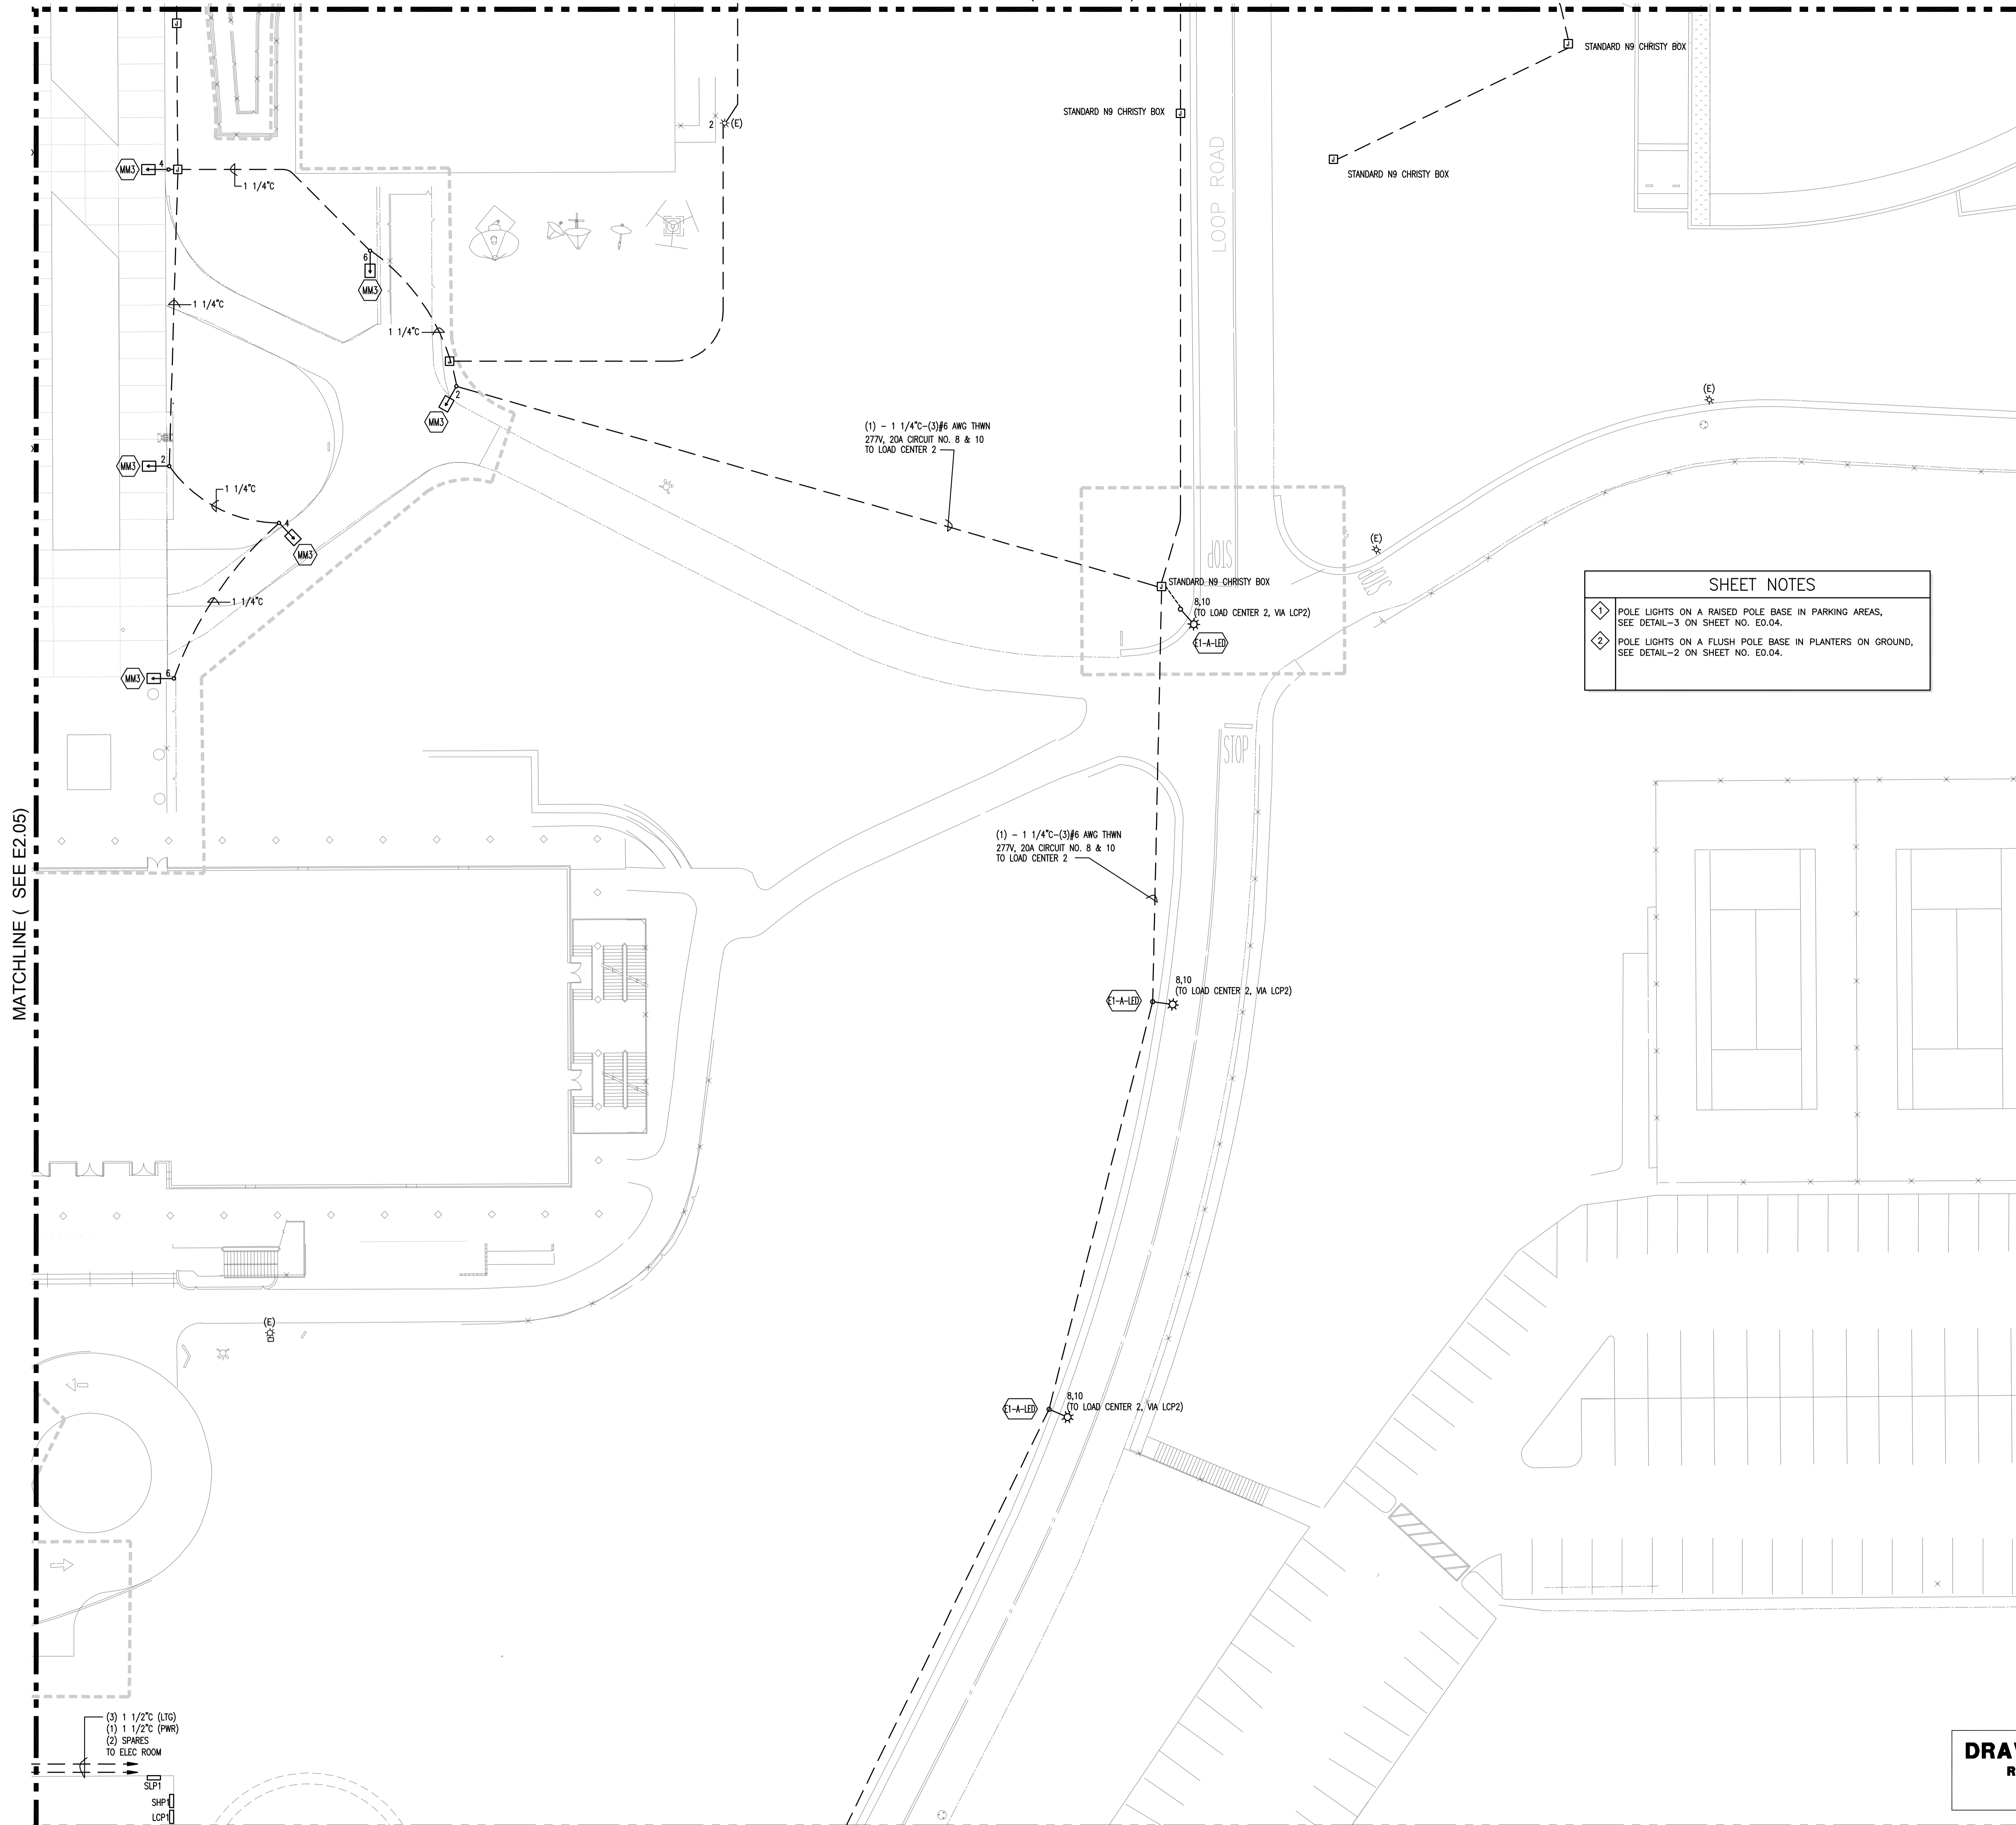 J
STANDARD N9 CHRISTY BOX
J
STANDARD N9 CHRISTY BOX
J
J
STANDARD N9 CHRISTY BOX
2
(E)
LOOP ROAD
MM3
4
J
1 1/4"C
6
MM3
1 1/4"C
1 1/4"C
J
2
MM3
(E)
(1) - 1 1/4"C-(3)#6 AWG THWN
277V, 20A CIRCUIT NO. 8 & 10
TO LOAD CENTER 2
MM3
2
1 1/4"C
4
MM3
(E)
STOP
STOP
J
STANDARD N9 CHRISTY BOX
8,10
(TO LOAD CENTER 2, VIA LCP2)
E1-A-LED
1 1/4"C
MM3
6
SHEET NOTES
1 POLE LIGHTS ON A RAISED POLE BASE IN PARKING AREAS,
SEE DETAIL-3 ON SHEET NO. E0.04.
2 POLE LIGHTS ON A FLUSH POLE BASE IN PLANTERS ON GROUND,
SEE DETAIL-2 ON SHEET NO. E0.04.
STOP
MATCHLINE ( SEE E2.05)
(1) - 1 1/4"C-(3)#6 AWG THWN
277V, 20A CIRCUIT NO. 8 & 10
TO LOAD CENTER 2
8,10
(TO LOAD CENTER 2, VIA LCP2)
E1-A-LED
(E)
8,10
(TO LOAD CENTER 2, VIA LCP2)
E1-A-LED
(3) 1 1/2"C (LTG)
(1) 1 1/2"C (PWR)
(2) SPARES
TO ELEC ROOM
SLP1
SHP1
LCP1